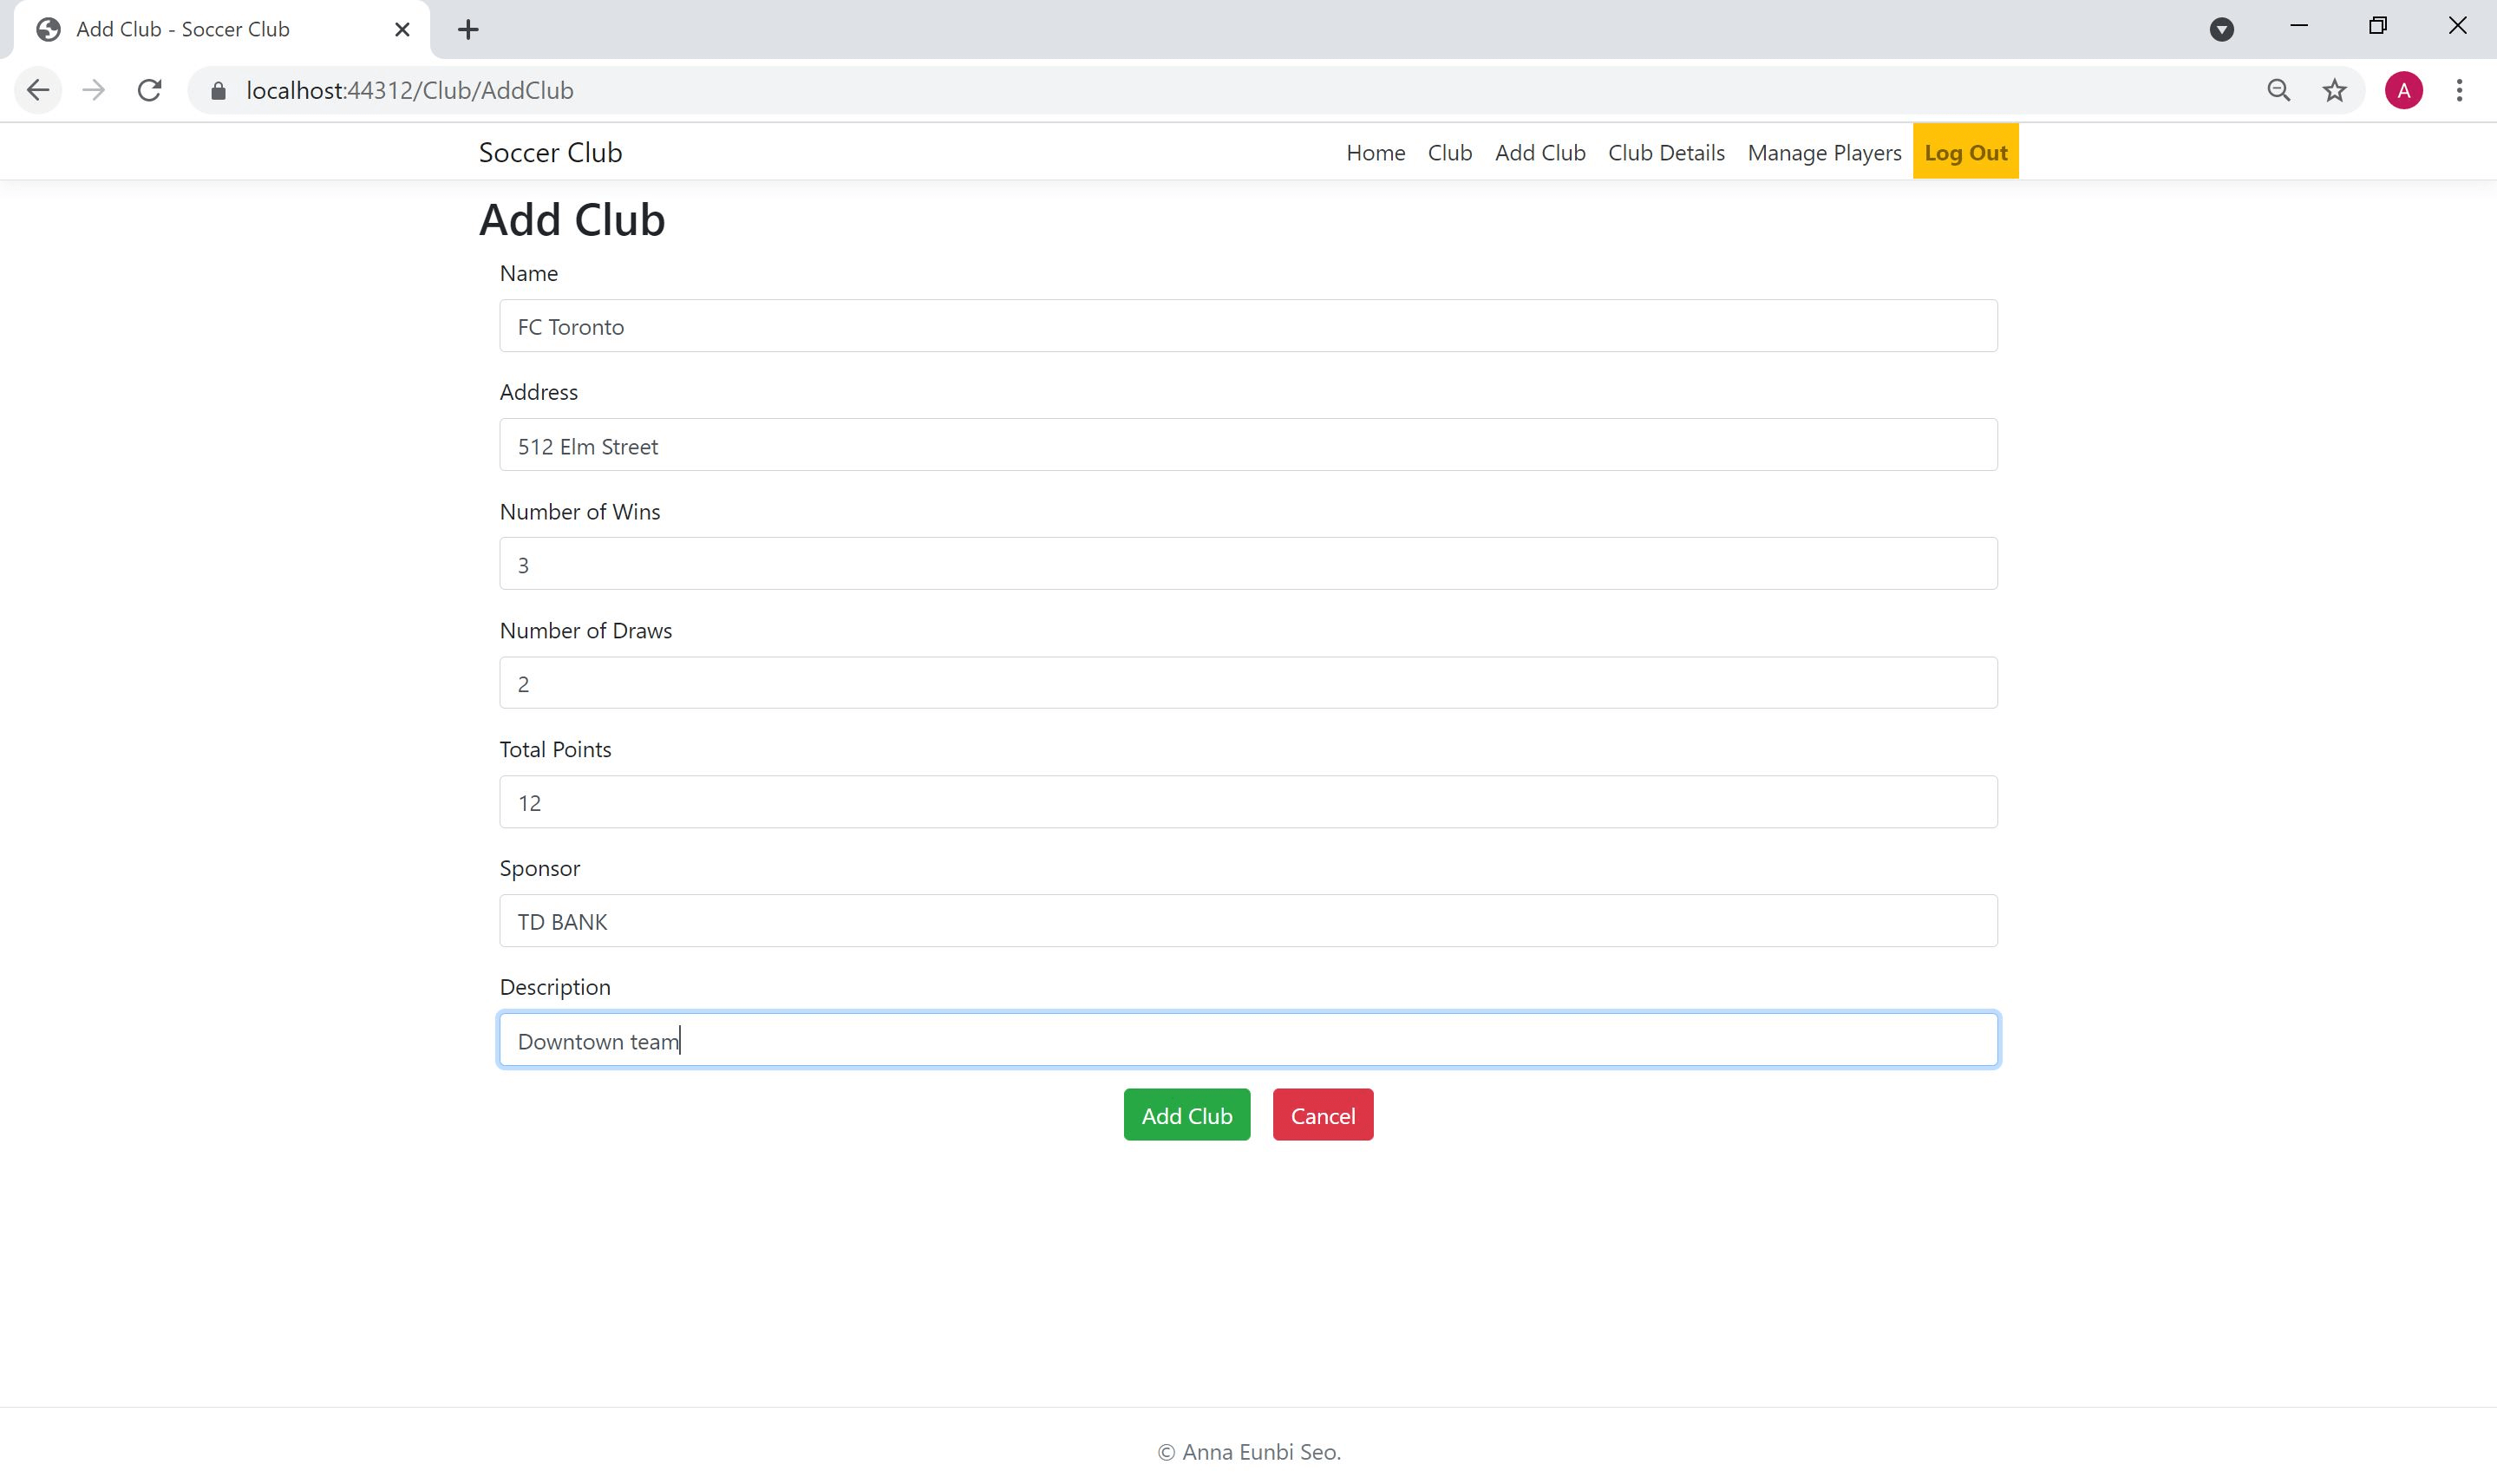 Add Club - Soccer Club
localhost:44312/Club/AddClub
A
Soccer Club Home Club Add Club Club Details Manage Players Log Out
Add Club
Name
FC Toronto
Address
512 Elm Street
Number of Wins
3
Number of Draws
2
Total Points
12
Sponsor
TD BANK
Description
Downtown team
Add Club Cancel
© Anna Eunbi Seo.